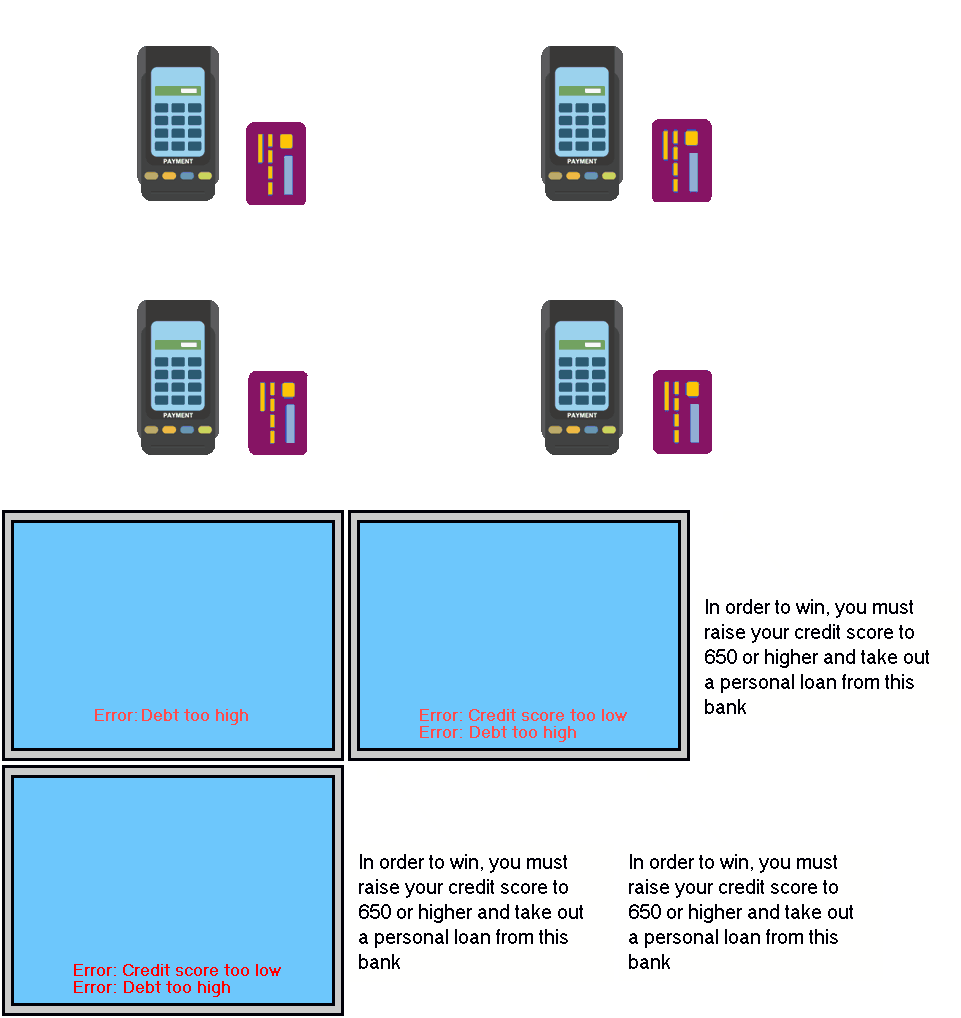 PAYMENT
PAYMENT
PAYMENT
PAYMENT
Error: Debt too high
Error: Credit score too low
Error: Debt too high
In order to win, you must
raise your credit score to
650 or higher and take out
a personal loan from this
bank
Error: Credit score too low
Error: Debt too high
In order to win, you must
raise your credit score to
650 or higher and take out
a personal loan from this
bank
In order to win, you must
raise your credit score to
650 or higher and take out
a personal loan from this
bank